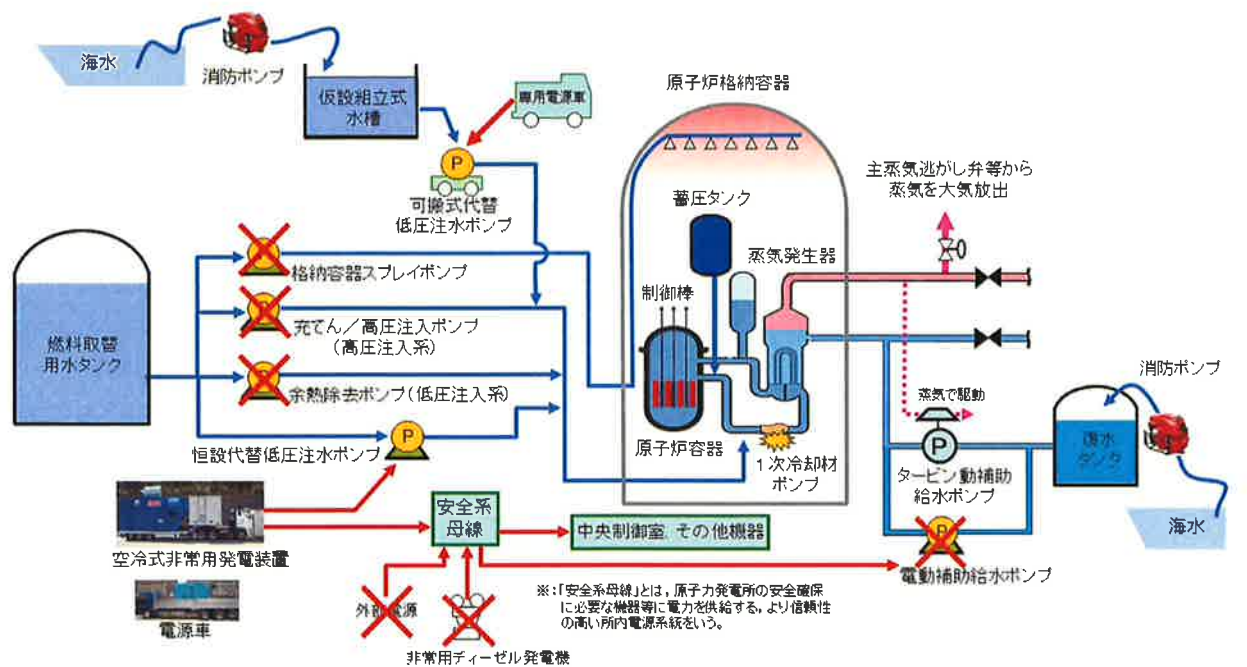 海水
消防ポンプ
仮設組立式
水槽
専用電源車
P
可搬式代替
低圧注水ポンプ
原子炉格納容器
主蒸気逃がし弁等から
蒸気を大気放出
蓄圧タンク
蒸気発生器
制御棒
格納容器スプレイポンプ
充てん／高圧注入ポンプ
(高圧注入系)
燃料取替
用水タンク
余熱除去ポンプ(低圧注入系)
P
恒設代替低圧注水ポンプ
原子炉容器
1次冷却材
ポンプ
蒸気で駆動
P
タービン動補助
給水ポンプ
消防ポンプ
復水
タンク
海水
空冷式非常用発電装置
電源車
安全系
母線
中央制御室、その他機器
P
電動補助給水ポンプ
外部電源
非常用ディーゼル発電機
※:「安全系母線」とは，原子力発電所の安全確保
に必要な機器等に電力を供給する，より信頼性
の高い所内電源系統をいう。